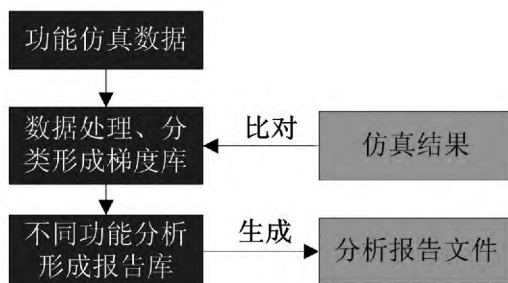 功能仿真数据
数据处理、分
类形成梯度库
比对
仿真结果
不同功能分析
形成报告库
生成
分析报告文件